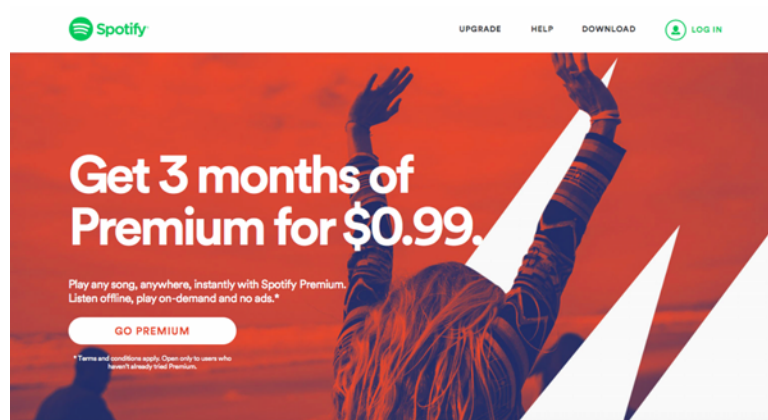 Spotify
UPGRADE
HELP
DOWNLOAD
LOG IN
Get 3 months of
Premium for $0.99.
Play any song, anywhere, instantly with Spotify Premium.
Listen offline, play on-demand and no ads.*
GO PREMIUM
*Terms and conditions apply. Open only to users who
haven't already tried Premium.